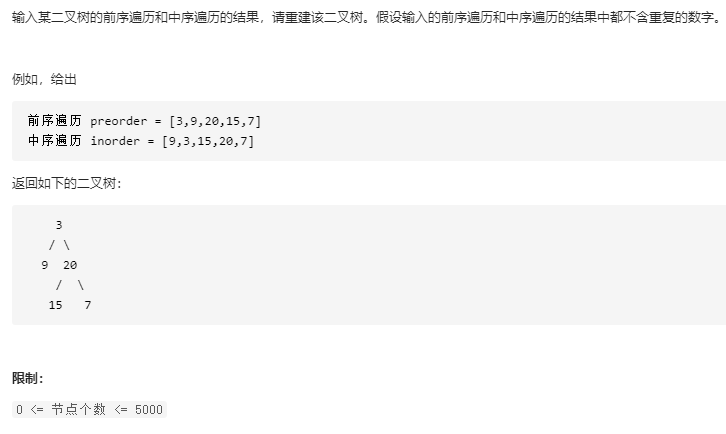 输入某二叉树的前序遍历和中序遍历的结果，请重建该二叉树。假设输入的前序遍历和中序遍历的结果中都不含重复的数字。
例如，给出
前序遍历 preorder = [3,9,20,15,7]
中序遍历 inorder = [9,3,15,20,7]
返回如下的二叉树：
3
/ \
9 20
/ \
15 7
限制：
0 <= 节点个数 <= 5000